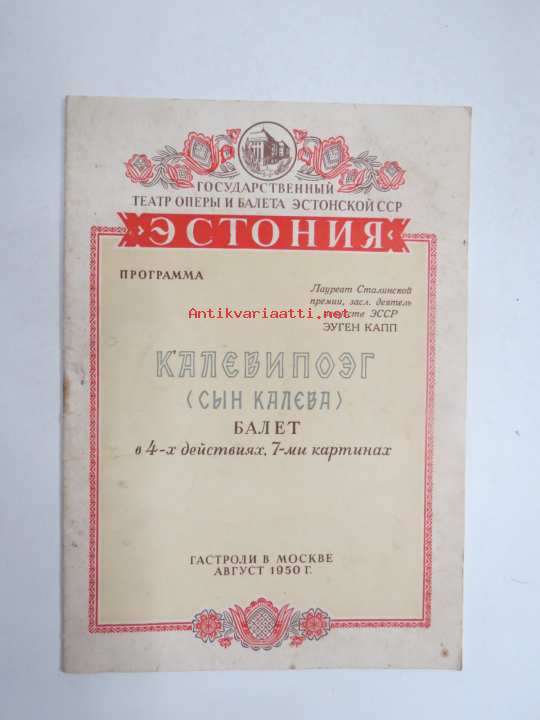 ГОСУДАРСТВЕННЫЙ
ТЕАТР ОПЕРЫ И БАЛЕТА ЭСТОНСКОЙ ССР
ЭСТОНИЯ
ПРОГРАММА
Лауреат Сталинской
премии, засл. деятель
ЭССР
ЭУГЕН КАПП
Antikvariaatti.net
КАЛЕВИПОЭГ
(СЫН КАЛЕВА)
БАЛЕТ
в 4-х действиях, 7-ми картинах
ГАСТРОЛИ В МОСКВЕ
АВГУСТ 1950 Г.